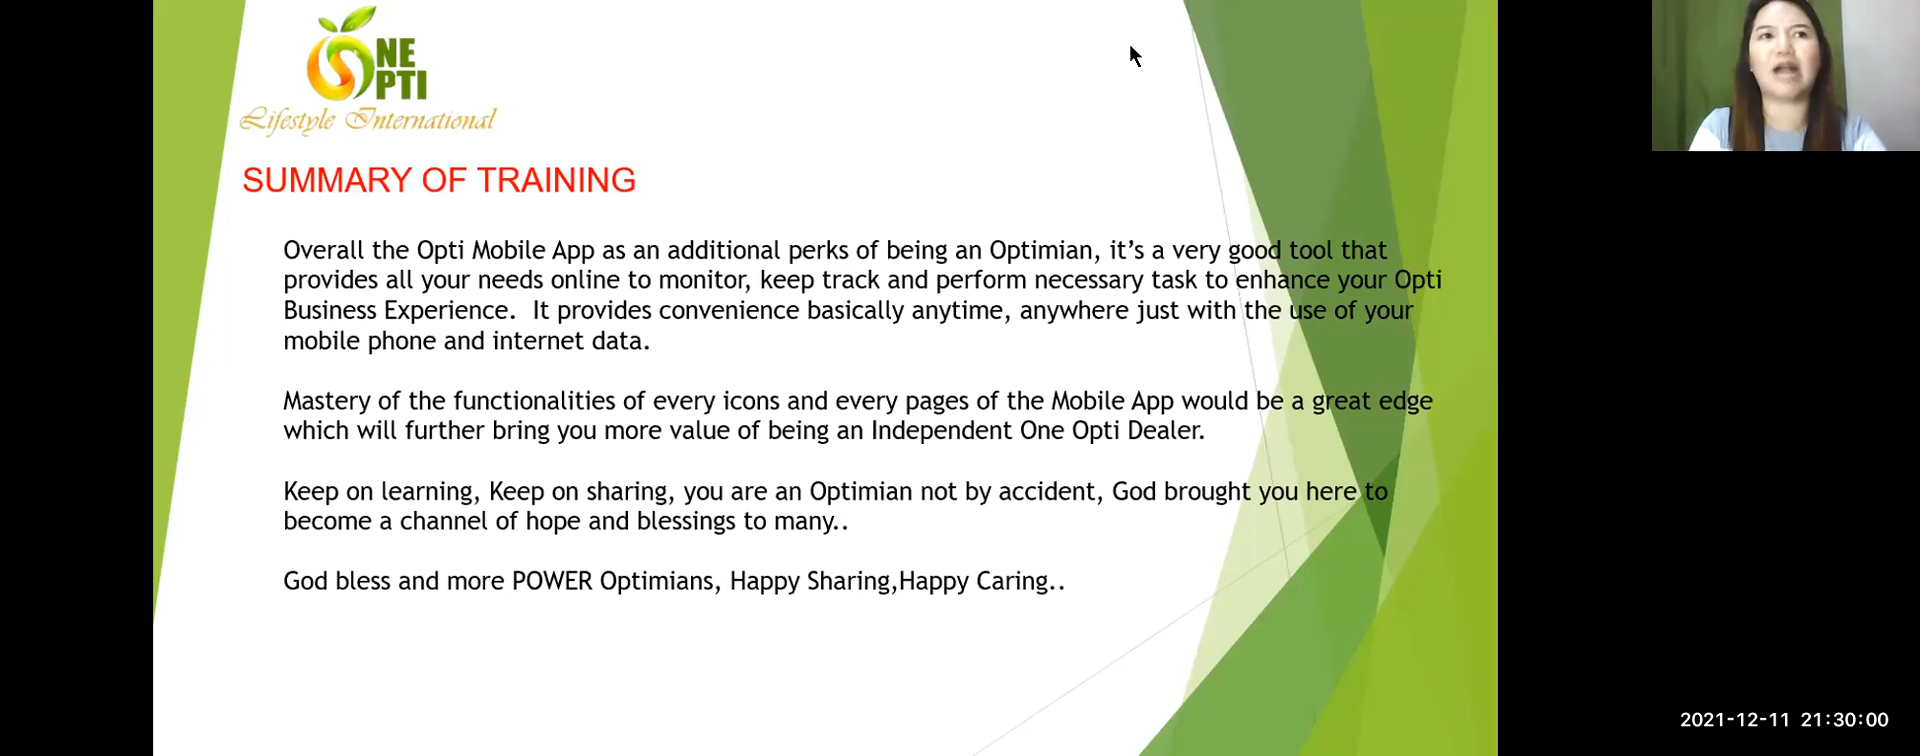 ONE
OPTI
Lifestyle International
SUMMARY OF TRAINING
Overall the Opti Mobile App as an additional perks of being an Optimian, it’s a very good tool that
provides all your needs online to monitor, keep track and perform necessary task to enhance your Opti
Business Experience.  It provides convenience basically anytime, anywhere just with the use of your
mobile phone and internet data.
Mastery of the functionalities of every icons and every pages of the Mobile App would be a great edge
which will further bring you more value of being an Independent One Opti Dealer.
Keep on learning, Keep on sharing, you are an Optimian not by accident, God brought you here to
become a channel of hope and blessings to many..
God bless and more POWER Optimians, Happy Sharing,Happy Caring..
2021-12-11 21:30:00